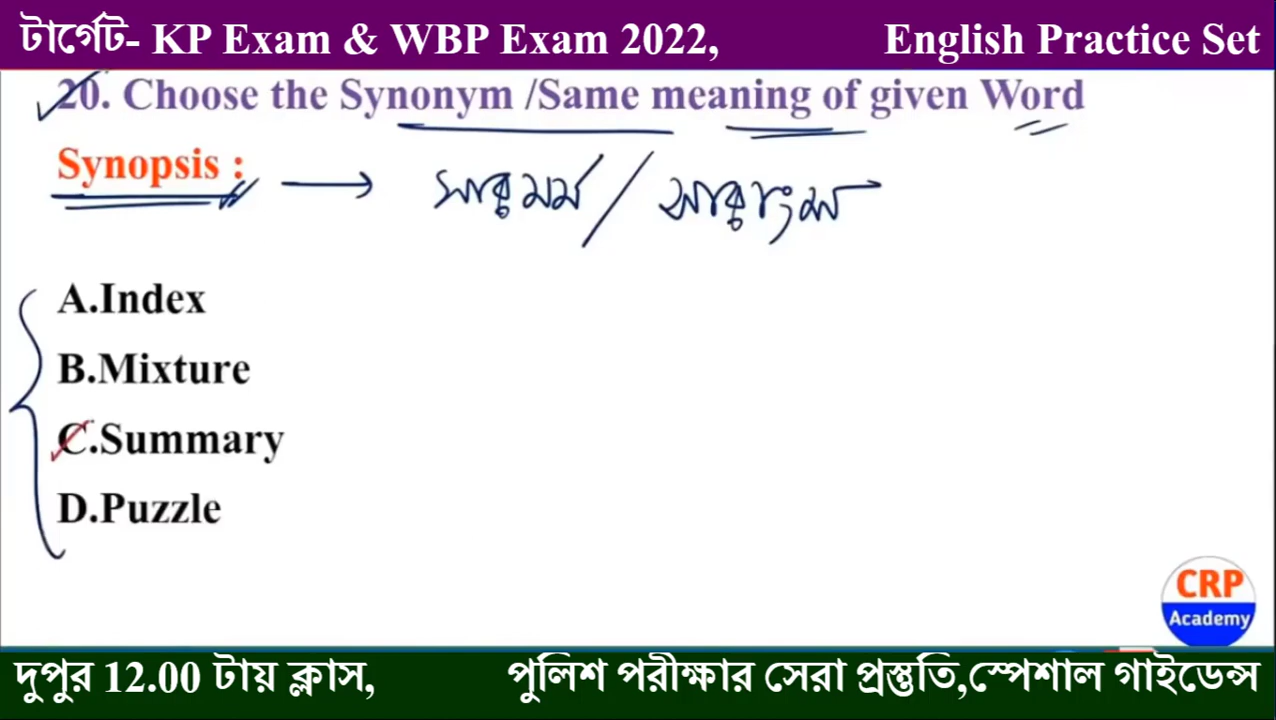 টার্গেট- KP Exam & WBP Exam 2022, English Practice Set
20. Choose the Synonym /Same meaning of given Word
Synopsis : → সারমর্ম / সারাংশ
A.Index
B.Mixture
C.Summary
D.Puzzle
CRP
Academy
দুপুর 12.00 টায় ক্লাস, পুলিশ পরীক্ষার সেরা প্রস্তুতি,স্পেশাল গাইডেন্স